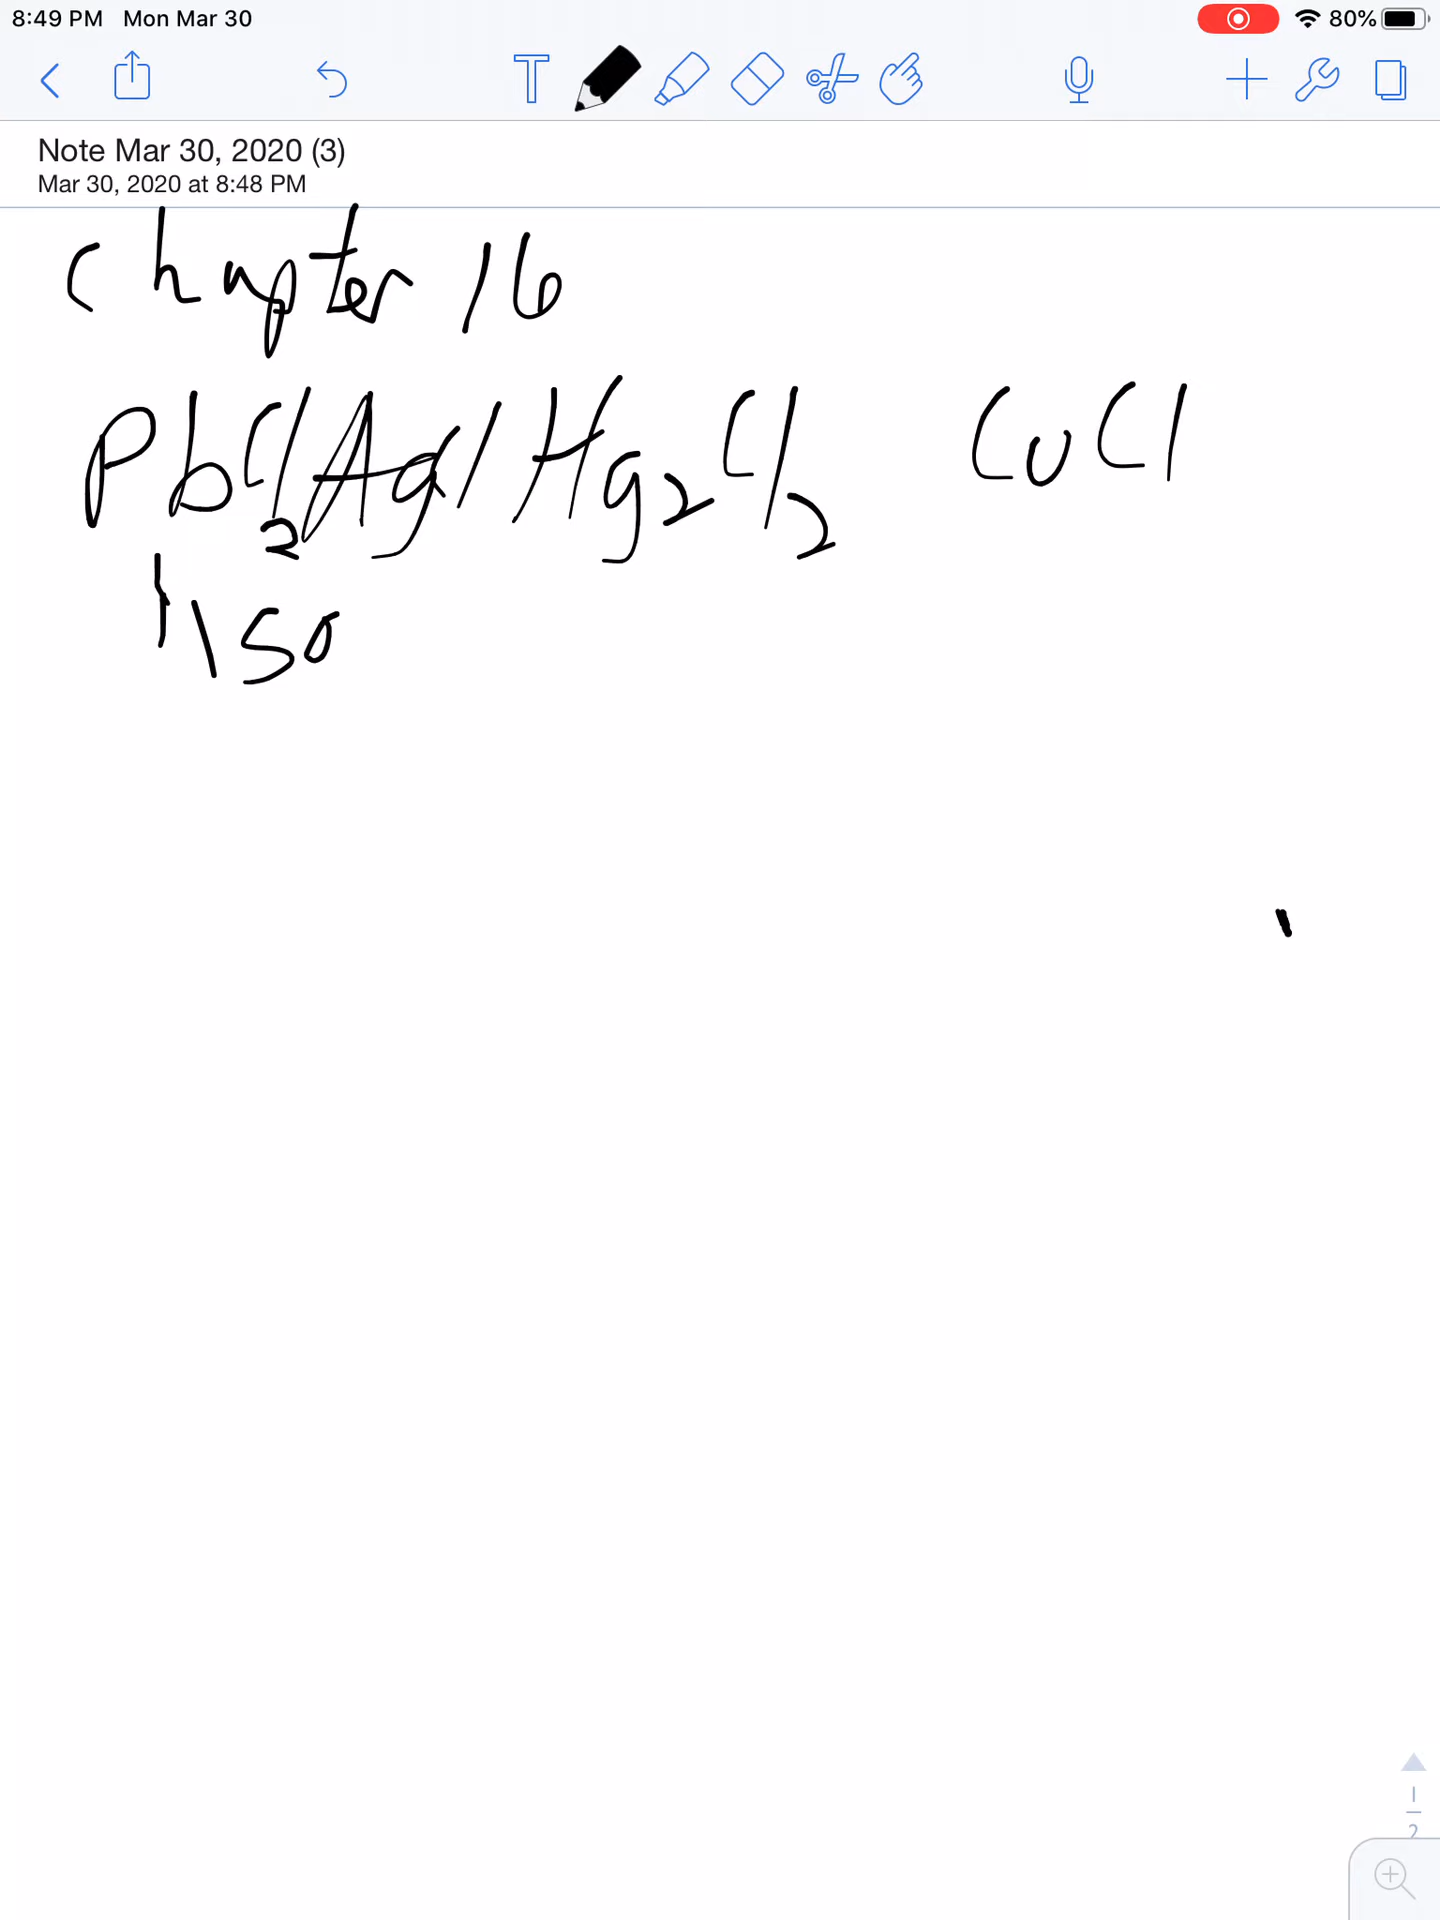 8:49 PM Mon Mar 30 80%
T
Note Mar 30, 2020 (3)
Mar 30, 2020 at 8:48 PM
Chapter 16
PbCl2 AgCl Hg2Cl2 CuCl
1
2